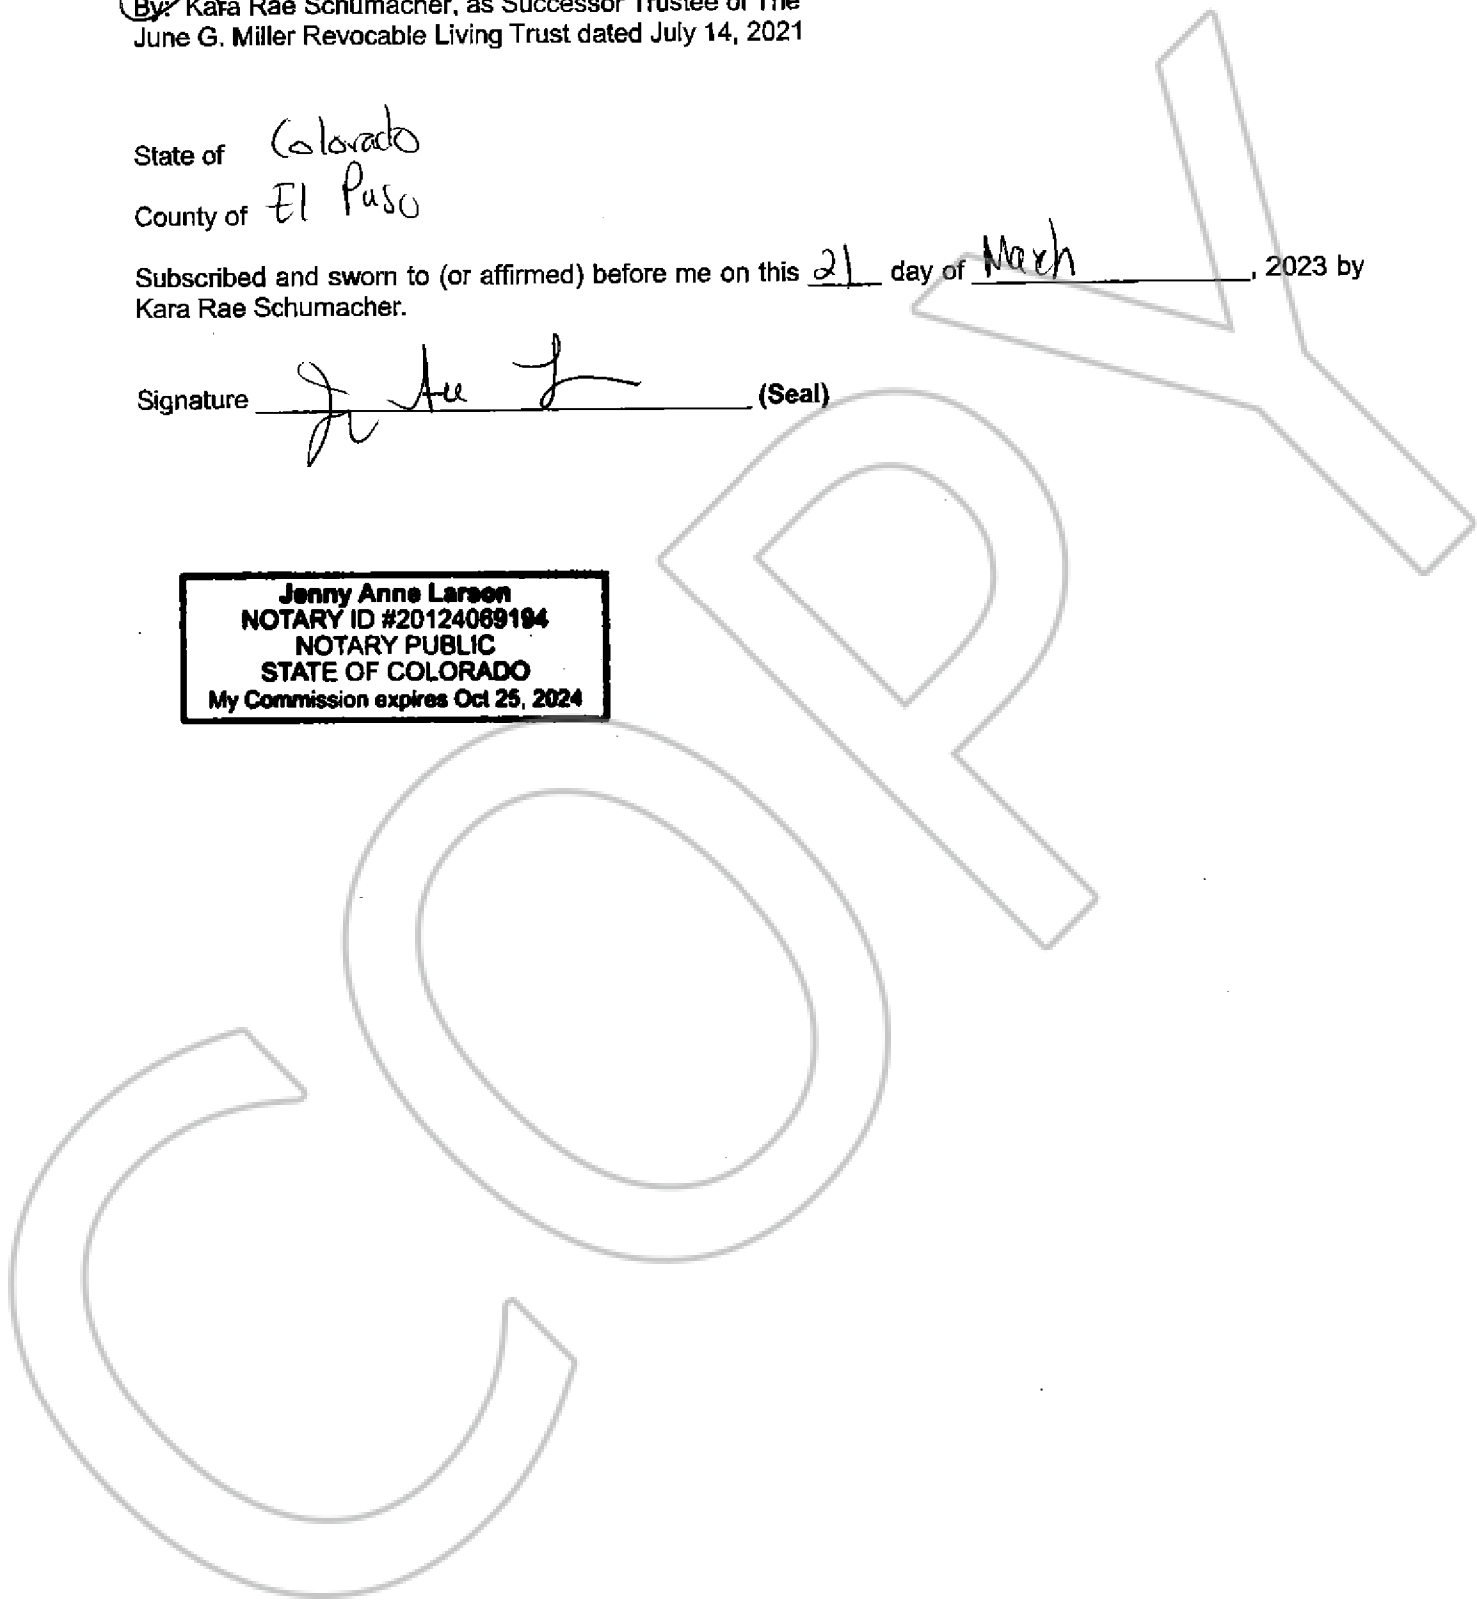 By: Kara Rae Schumacher, as Successor Trustee of The
June G. Miller Revocable Living Trust dated July 14, 2021
State of Colorado
County of El Paso
Subscribed and sworn to (or affirmed) before me on this 21 day of March, 2023 by
Kara Rae Schumacher.
Signature (Seal)
Jenny Anne Larson
NOTARY ID #20124069194
NOTARY PUBLIC
STATE OF COLORADO
My Commission expires Oct 25, 2024
COPY